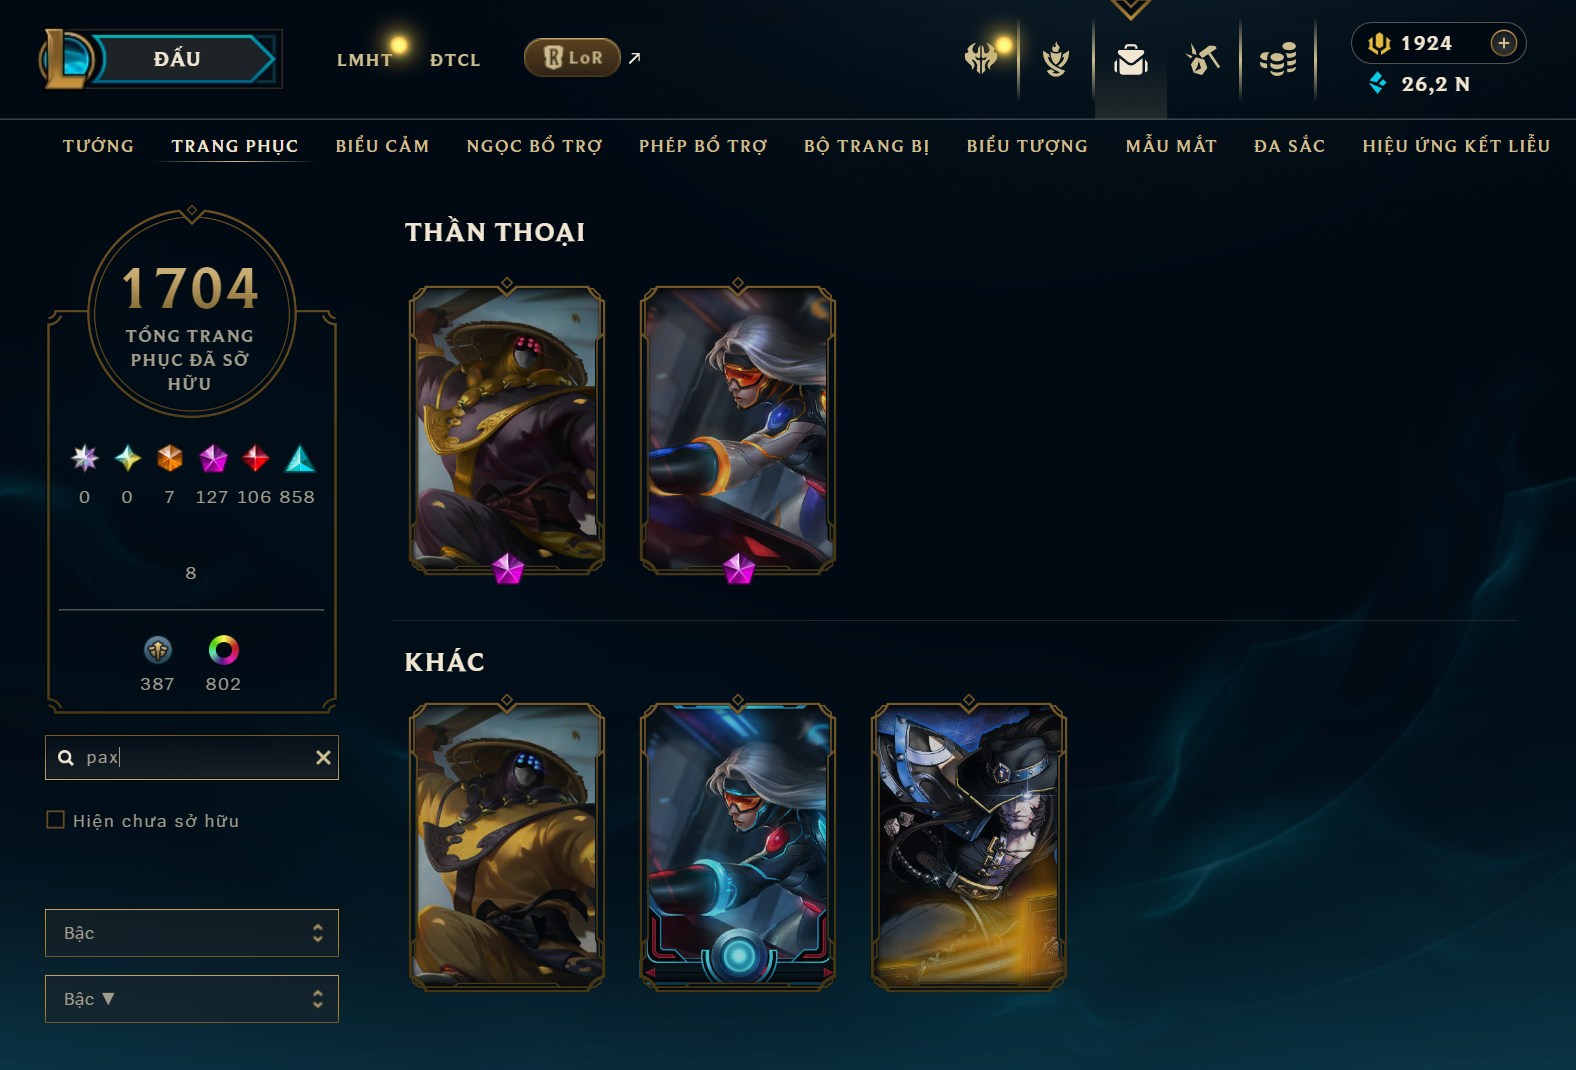 ĐẤU
LMHT
ĐTCL
LoR
1924
26,2 N
TƯỚNG
TRANG PHỤC
BIỂU CẢM
NGỌC BỔ TRỢ
PHÉP BỔ TRỢ
BỘ TRANG BỊ
BIỂU TƯỢNG
MẪU MẮT
ĐA SẮC
HIỆU ỨNG KẾT LIỄU
1704
TỔNG TRANG
PHỤC ĐÃ SỞ
HỮU
0 0 7 127 106 858
8
387 802
pax
Hiện chưa sở hữu
Bậc
Bậc ▼
THẦN THOẠI
KHÁC